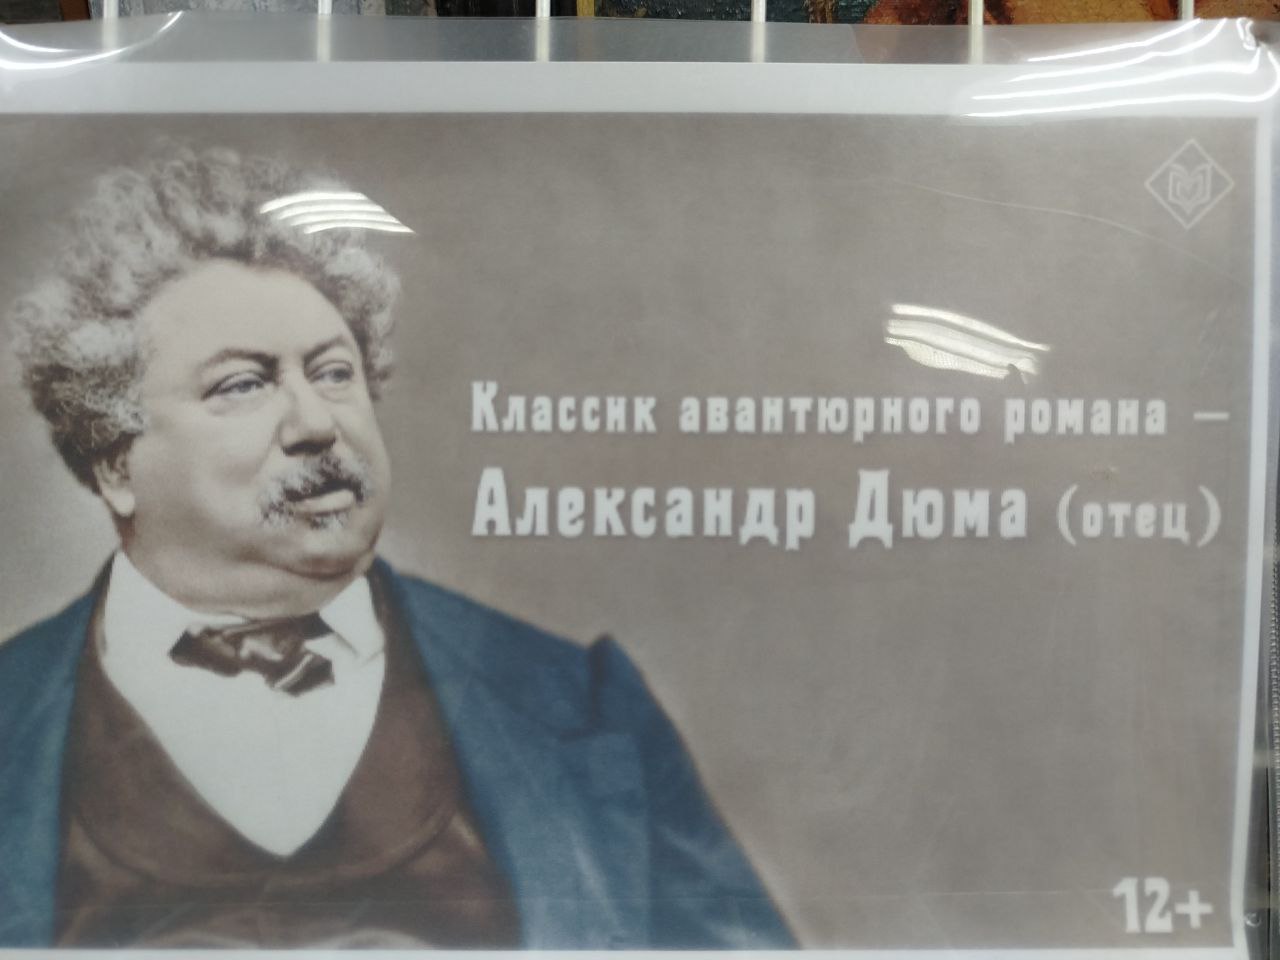 Классик авантюрного романа —
Александр Дюма (отец)
12+